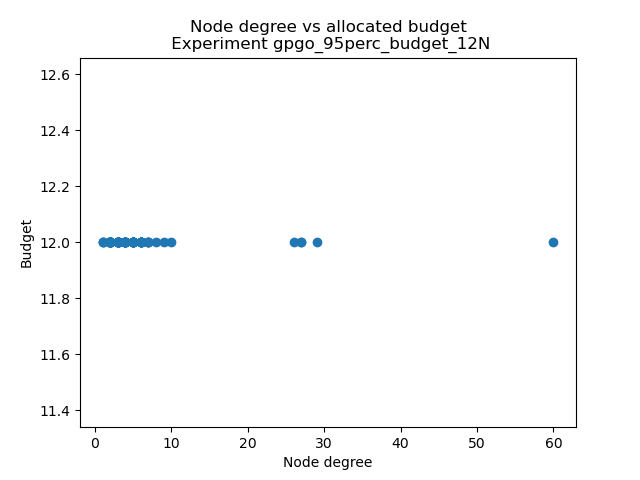 Node degree vs allocated budget
Experiment gpgo_95perc_budget_12N
12.6
12.4
12.2
12.0
11.8
11.6
11.4
Budget
0 10 20 30 40 50 60
Node degree